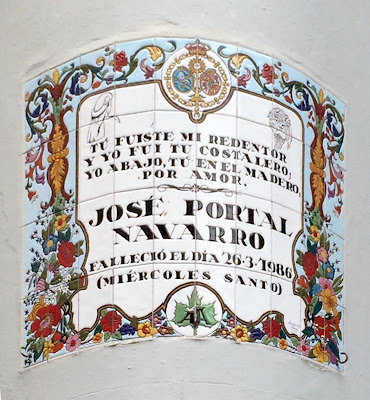 TU FUISTE MI REDENTOR
Y YO FUI TU COSTALERO;
YO ABAJO, TÚ EN EL MADERO,
POR AMOR.
JOSÉ PORTAL
NAVARRO
FALLECIÓ EL DÍA 26-3-1986
(MIÉRCOLES SANTO)